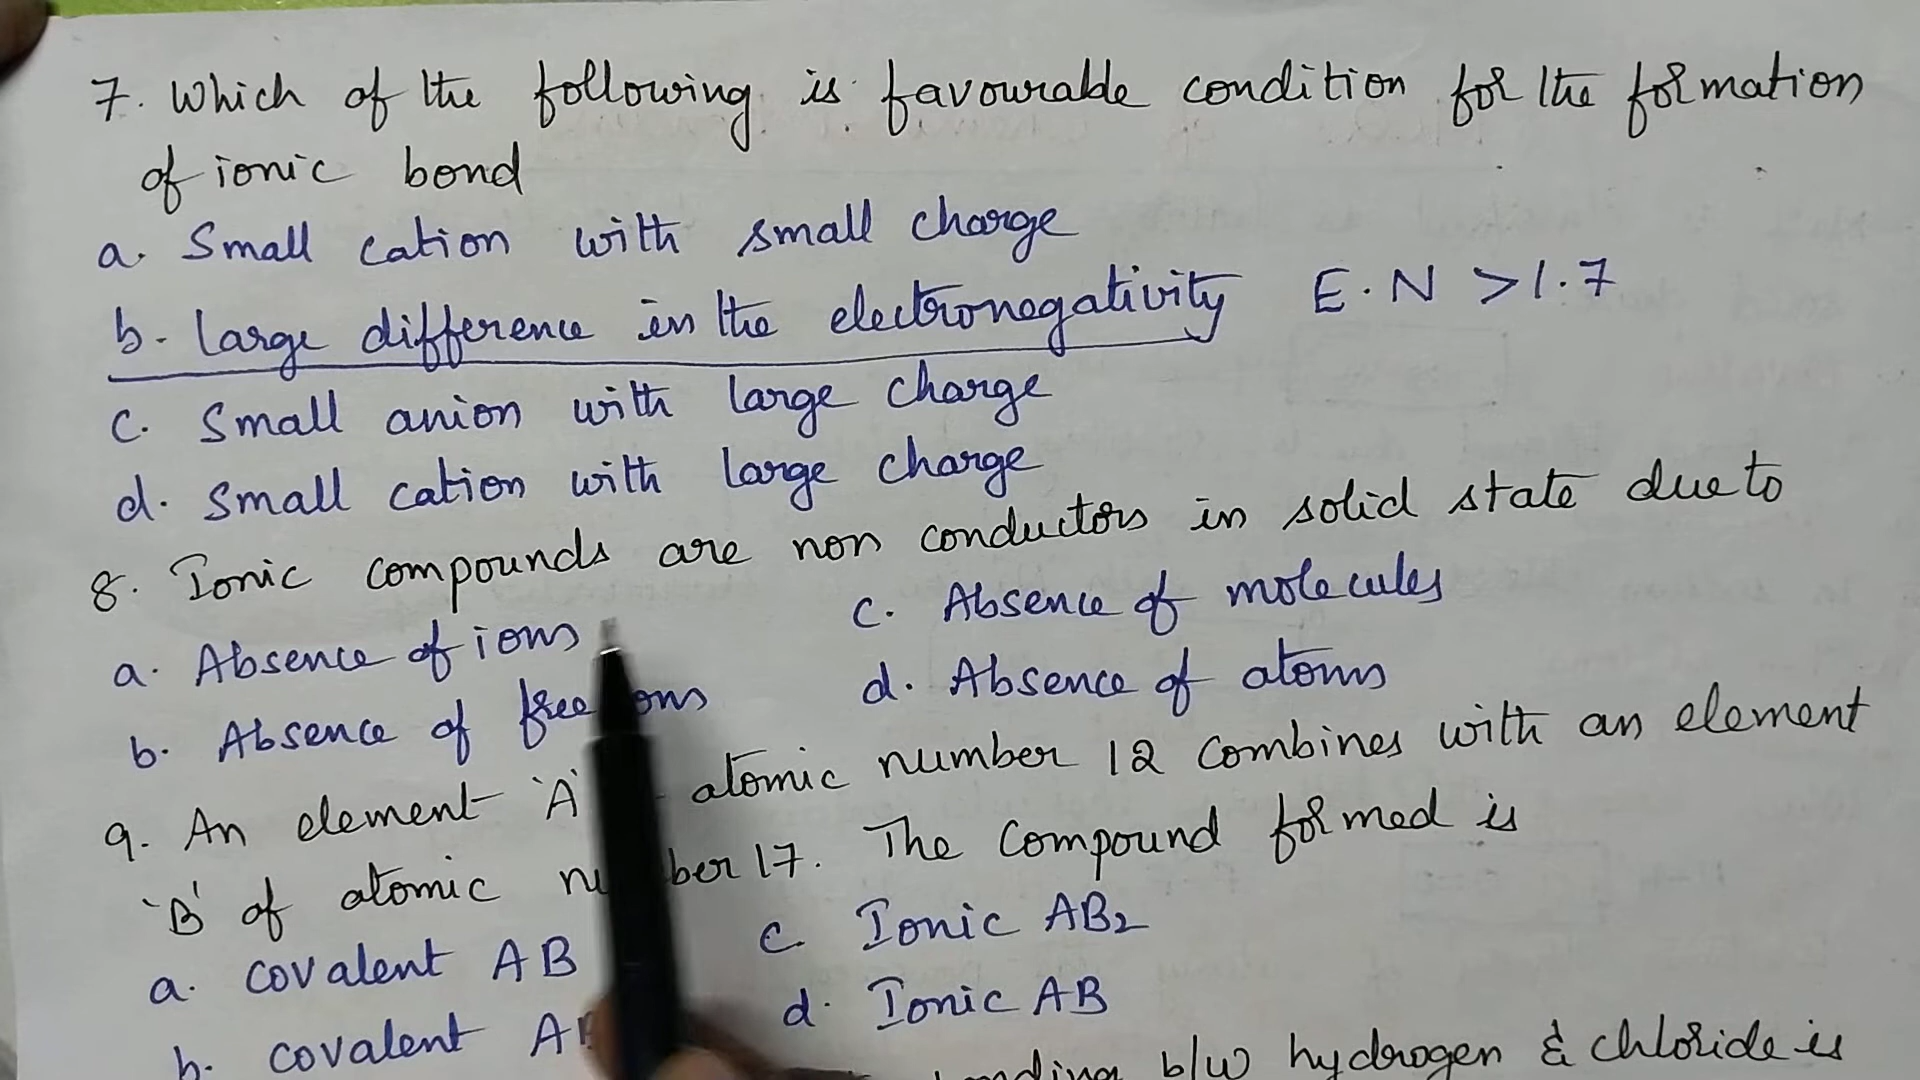 7. Which of the following is favourable condition for the formation
of ionic bond
a. Small cation with small charge
b. Large difference in the electronegativity E.N >1.7
c. Small anion with large charge
d. Small cation with large charge
8. Ionic compounds are non conductors in solid state due to
a. Absence of ions
c. Absence of molecules
b. Absence of free
d. Absence of atoms
9. An element 'A' atomic number 12 combines with an element
'B' of atomic 17. The compound formed is
a. covalent AB
c. Ionic AB2
b. covalent
d. Ionic AB
b/w hydrogen & chloride is